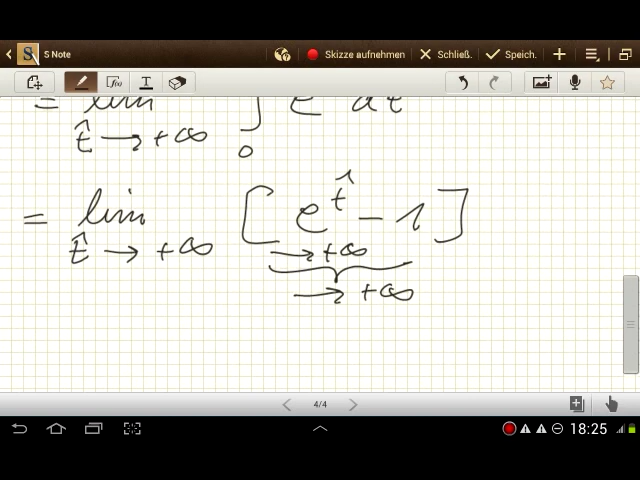 S Note
Skizze aufnehmen
Schließ.
Speich.
= lim ∫ e dt
t̂ → +∞ 0
= lim [ e^t̂ − 1 ]
t̂ → +∞ → +∞
→ +∞
4/4
18:25